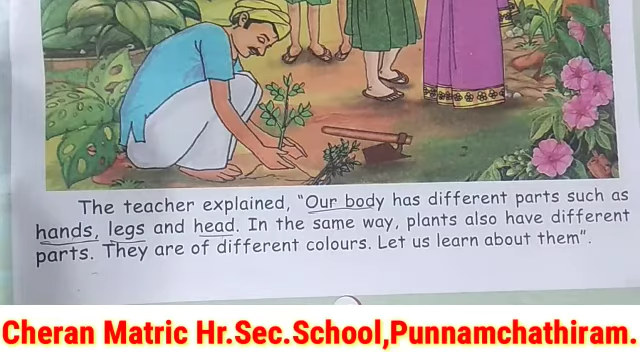 The teacher explained, "Our body has different parts such as
hands, legs and head. In the same way, plants also have different
parts. They are of different colours. Let us learn about them".
Cheran Matric Hr.Sec.School,Punnamchathiram.